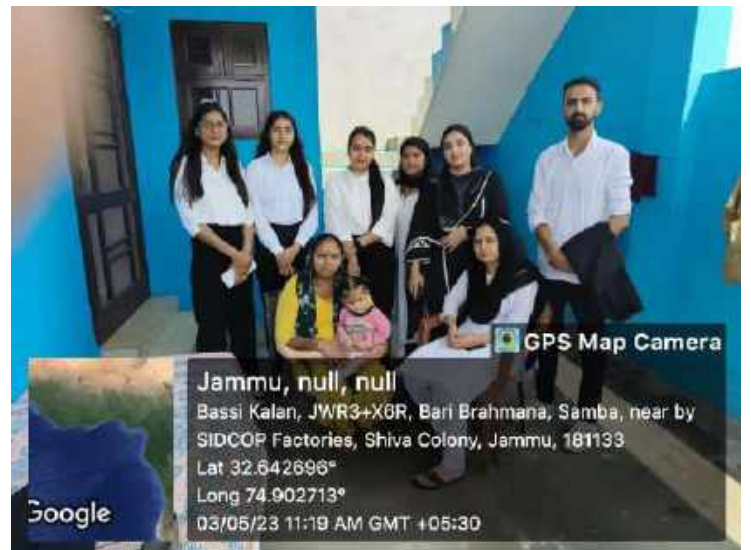 GPS Map Camera
Jammu, null, null
Bassi Kalan, JWR3+X6R, Bari Brahmana, Samba, near by
SIDCOP Factories, Shiva Colony, Jammu, 181133
Lat 32.642696°
Long 74.902713°
03/05/23 11:19 AM GMT +05:30
Google